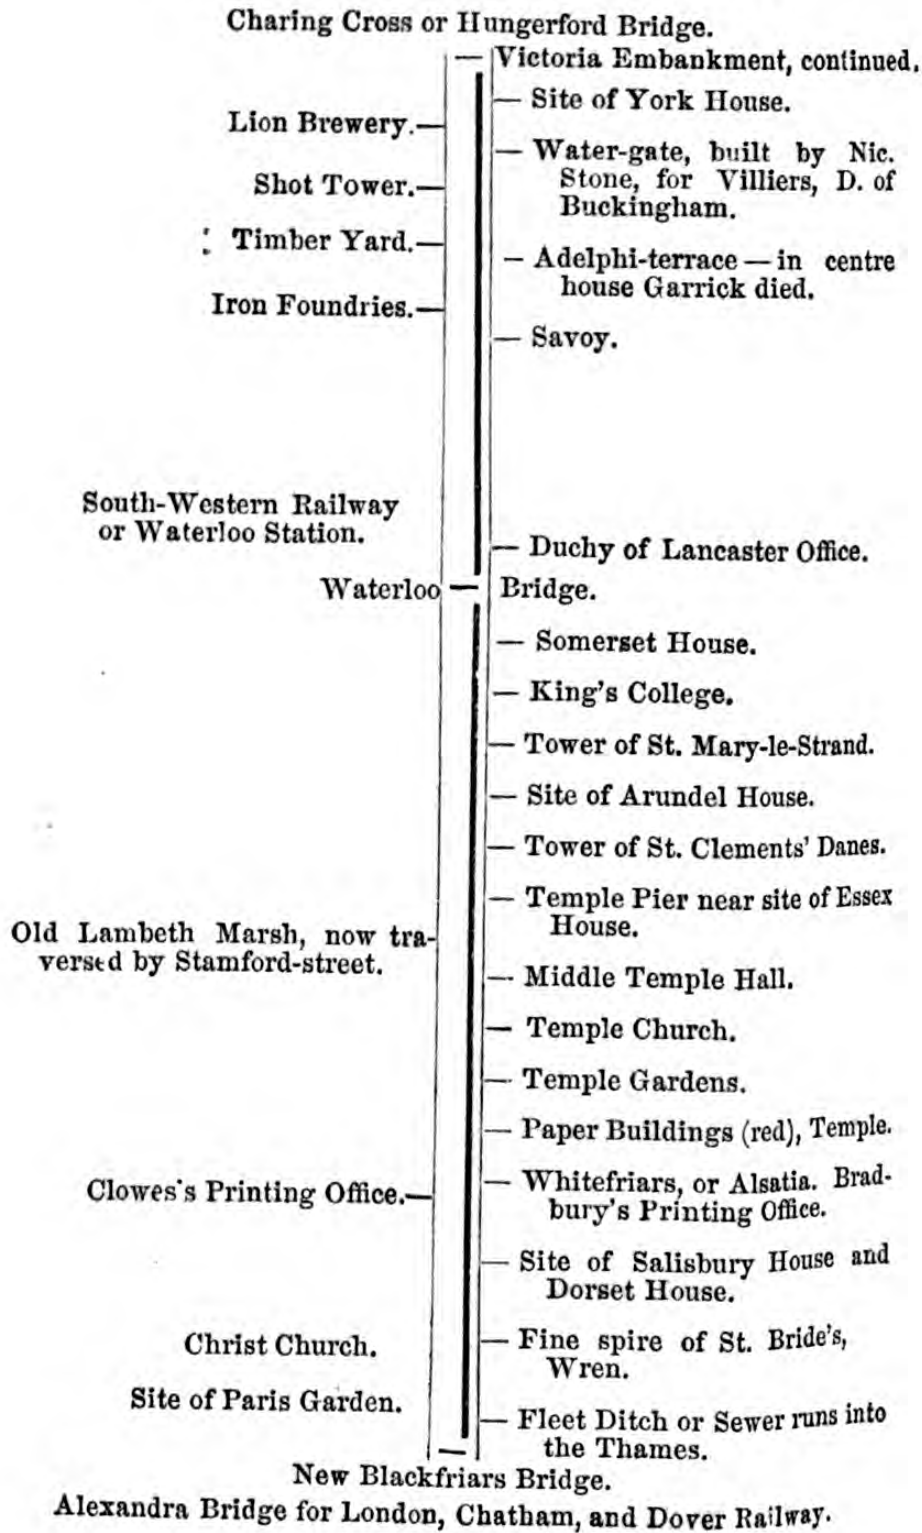 Charing Cross or Hungerford Bridge.
Victoria Embankment, continued.
Site of York House.
Lion Brewery.
Water-gate, built by Nic.
Stone, for Villiers, D. of
Buckingham.
Shot Tower.
Timber Yard.
Adelphi-terrace — in centre
house Garrick died.
Iron Foundries.
Savoy.
South-Western Railway
or Waterloo Station.
Duchy of Lancaster Office.
Waterloo — Bridge.
Somerset House.
King's College.
Tower of St. Mary-le-Strand.
Site of Arundel House.
Tower of St. Clements' Danes.
Temple Pier near site of Essex
House.
Old Lambeth Marsh, now tra-
versed by Stamford-street.
Middle Temple Hall.
Temple Church.
Temple Gardens.
Paper Buildings (red), Temple.
Clowes's Printing Office.
Whitefriars, or Alsatia. Brad-
bury's Printing Office.
Site of Salisbury House and
Dorset House.
Christ Church.
Fine spire of St. Bride's,
Wren.
Site of Paris Garden.
Fleet Ditch or Sewer runs into
the Thames.
New Blackfriars Bridge.
Alexandra Bridge for London, Chatham, and Dover Railway.